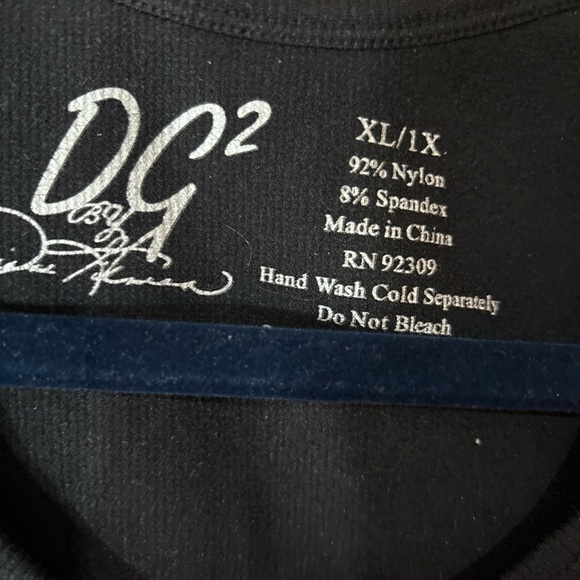 DG2
BY
XL/1X
92% Nylon
8% Spandex
Made in China
RN 92309
Hand Wash Cold Separately
Do Not Bleach